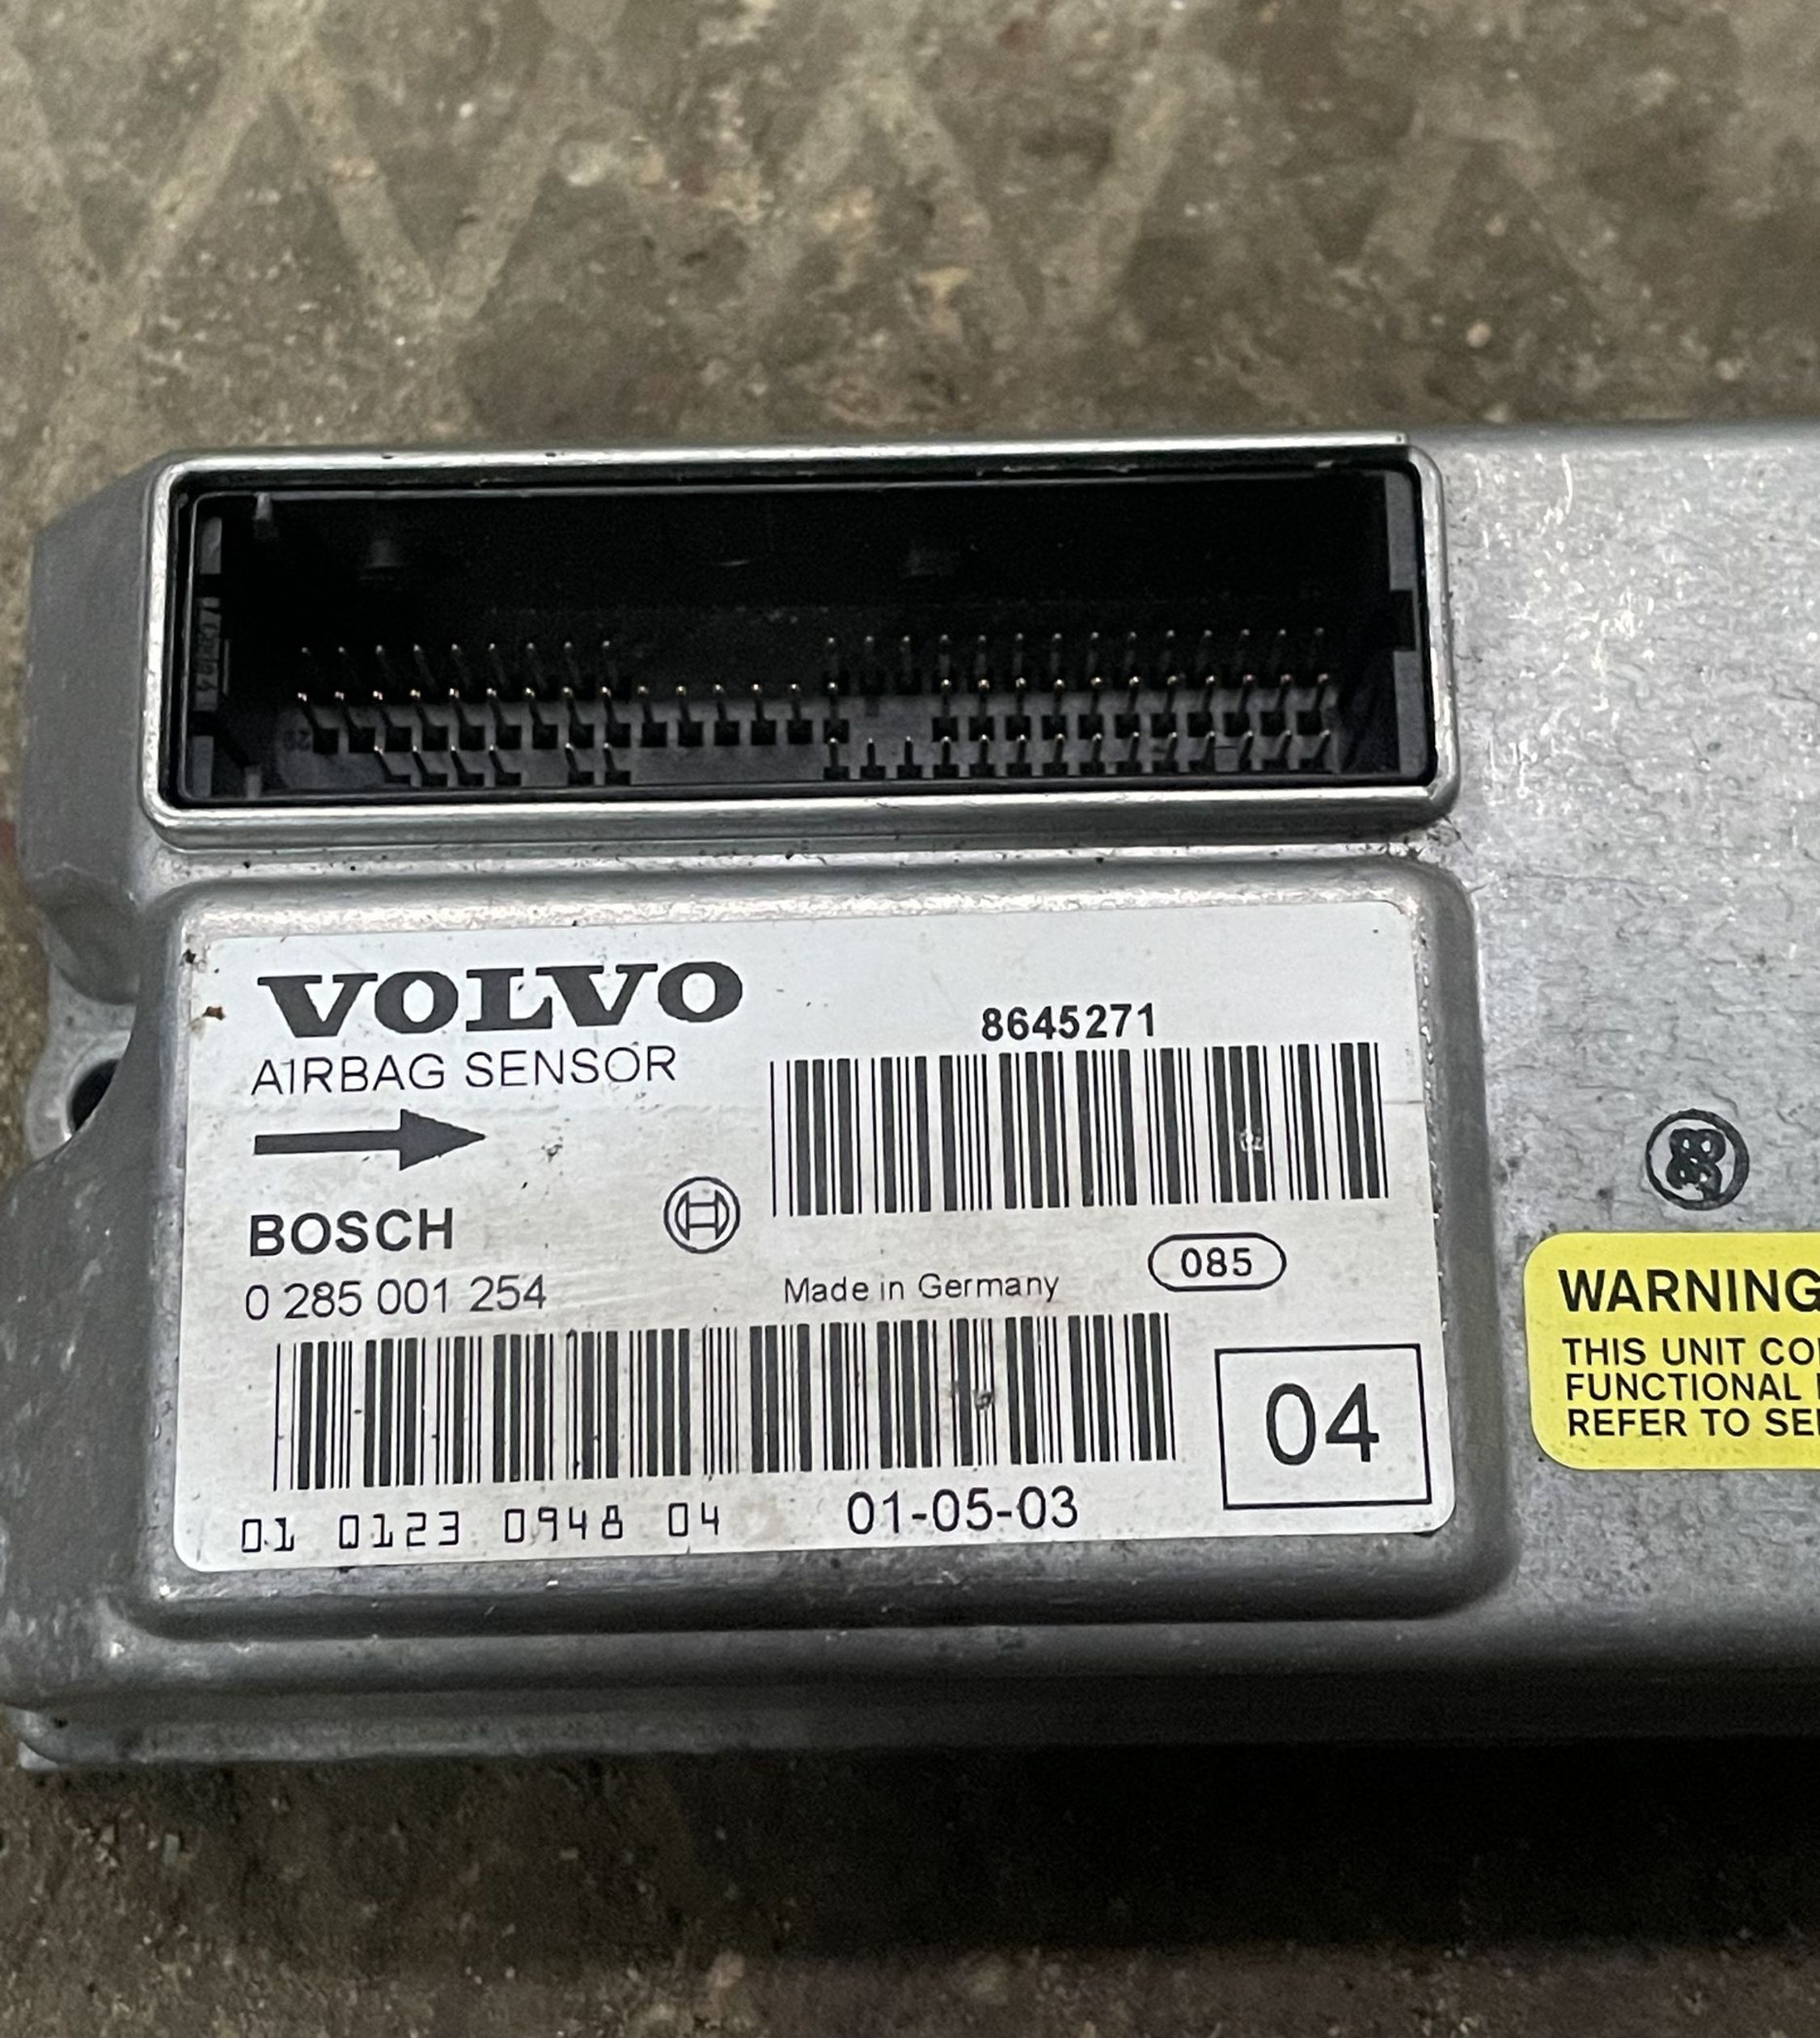 VOLVO
AIRBAG SENSOR
8645271
BOSCH
0 285 001 254
Made in Germany
085
04
01 0123 0948 04
01-05-03
WARNING
THIS UNIT CO
FUNCTIONAL
REFER TO SE